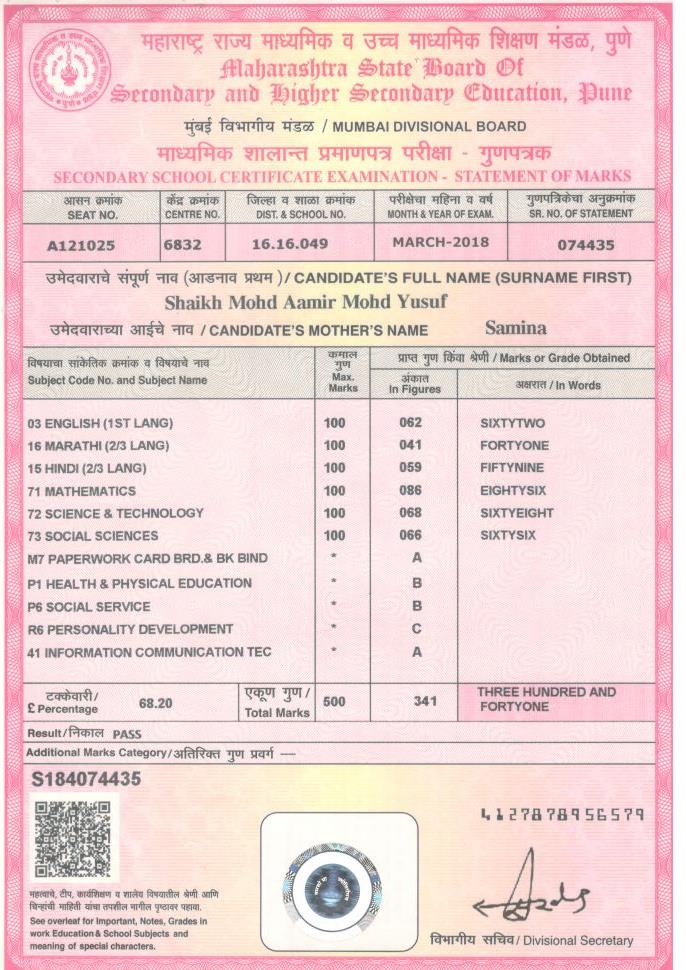 महाराष्ट्र राज्य माध्यमिक व उच्च माध्यमिक शिक्षण मंडळ, पुणे
Maharashtra State Board Of
Secondary and Higher Secondary Education, Pune
मुंबई विभागीय मंडळ / MUMBAI DIVISIONAL BOARD
माध्यमिक शालान्त प्रमाणपत्र परीक्षा - गुणपत्रक
SECONDARY SCHOOL CERTIFICATE EXAMINATION - STATEMENT OF MARKS
आसन क्रमांक केंद्र क्रमांक जिल्हा व शाळा क्रमांक परीक्षेचा महिना व वर्ष गुणपत्रिकेचा अनुक्रमांक
SEAT NO. CENTRE NO. DIST. & SCHOOL NO. MONTH & YEAR OF EXAM. SR. NO. OF STATEMENT
A121025 6832 16.16.049 MARCH-2018 074435
उमेदवाराचे संपूर्ण नाव (आडनाव प्रथम) / CANDIDATE'S FULL NAME (SURNAME FIRST)
Shaikh Mohd Aamir Mohd Yusuf
उमेदवाराच्या आईचे नाव / CANDIDATE'S MOTHER'S NAME Samina
विषयाचा सांकेतिक क्रमांक व विषयाचे नाव
Subject Code No. and Subject Name
कमाल
गुण
Max.
Marks
प्राप्त गुण किंवा श्रेणी / Marks or Grade Obtained
अंकात
In Figures
अक्षरात / In Words
03 ENGLISH (1ST LANG) 100 062 SIXTYTWO
16 MARATHI (2/3 LANG) 100 041 FORTYONE
15 HINDI (2/3 LANG) 100 059 FIFTYNINE
71 MATHEMATICS 100 086 EIGHTYSIX
72 SCIENCE & TECHNOLOGY 100 068 SIXTYEIGHT
73 SOCIAL SCIENCES 100 066 SIXTYSIX
M7 PAPERWORK CARD BRD.& BK BIND * A
P1 HEALTH & PHYSICAL EDUCATION * B
P6 SOCIAL SERVICE * B
R6 PERSONALITY DEVELOPMENT * C
41 INFORMATION COMMUNICATION TEC * A
टक्केवारी/
£ Percentage 68.20
एकूण गुण /
Total Marks 500 341 THREE HUNDRED AND
FORTYONE
Result/निकाल PASS
Additional Marks Category/अतिरिक्त गुण प्रवर्ग —
S184074435
4127878956579
महत्वाचे, टीप, कार्यशिक्षण व शालेय विषयातील श्रेणी आणि
चिन्हांची माहिती यांचा तपशील मागील पृष्ठावर पहावा.
See overleaf for Important, Notes, Grades in
work Education & School Subjects and
meaning of special characters.
विभागीय सचिव / Divisional Secretary